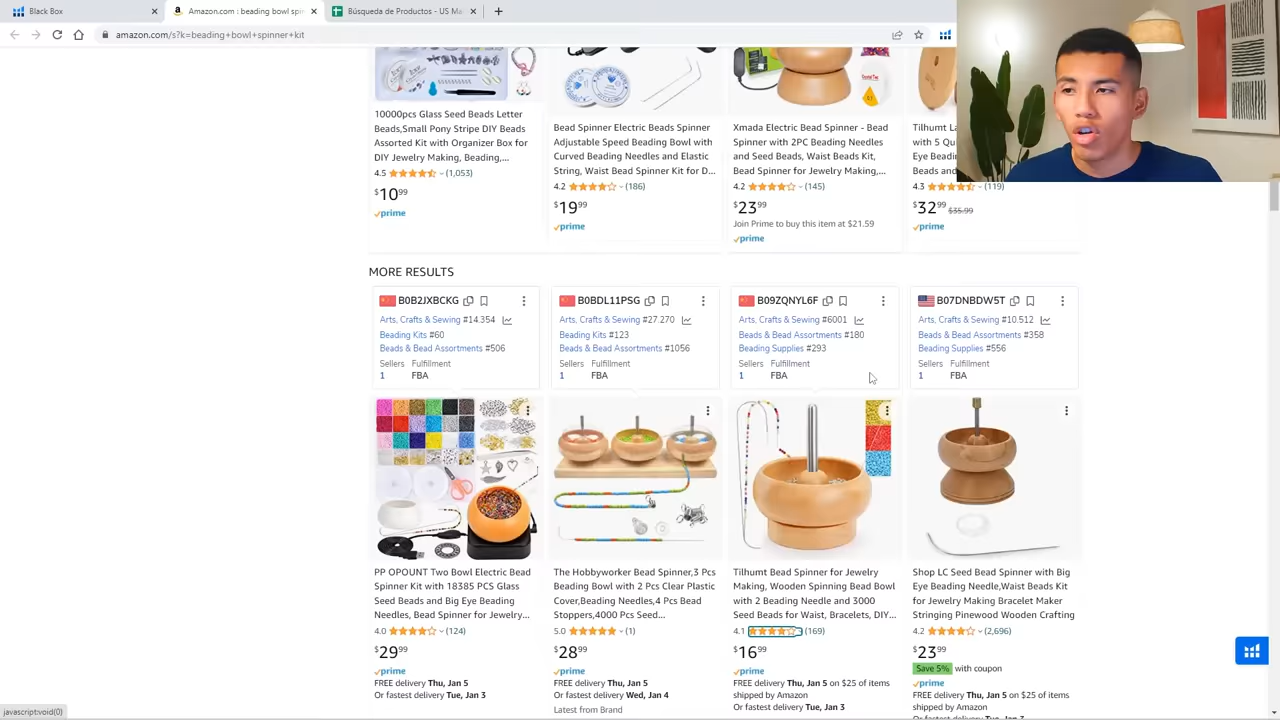 Black Box
Amazon.com : beading bowl spin
Búsqueda de Productos - US Ma
amazon.com/s?k=beading+bowl+spinner+kit
10000pcs Glass Seed Beads Letter
Beads,Small Pony Stripe DIY Beads
Assorted Kit with Organizer Box for
DIY Jewelry Making, Beading,...
4.5 (1,053)
$10.99
prime
Bead Spinner Electric Beads Spinner
Adjustable Speed Beading Bowl with
Curved Beading Needles and Elastic
String, Waist Bead Spinner Kit for D...
4.2 (186)
$19.99
prime
Xmada Electric Bead Spinner - Bead
Spinner with 2PC Beading Needles
and Seed Beads, Waist Beads Kit,
Bead Spinner for Jewelry Making,...
4.2 (145)
$23.99
Join Prime to buy this item at $21.59
prime
Tilhumt La
with 5 Qu
Eye Beading
Beads and
4.3 (119)
$32.99 $35.99
prime
MORE RESULTS
B0B2JXBCKG
Arts, Crafts & Sewing #14.354
Beading Kits #60
Beads & Bead Assortments #506
Sellers Fulfillment
1 FBA
B0BDL11PSG
Arts, Crafts & Sewing #27.270
Beading Kits #123
Beads & Bead Assortments #1056
Sellers Fulfillment
1 FBA
B09ZQNYL6F
Arts, Crafts & Sewing #6001
Beads & Bead Assortments #180
Beading Supplies #293
Sellers Fulfillment
1 FBA
B07DNBDW5T
Arts, Crafts & Sewing #10.512
Beads & Bead Assortments #358
Beading Supplies #556
Sellers Fulfillment
1 FBA
PP OPOUNT Two Bowl Electric Bead
Spinner Kit with 18385 PCS Glass
Seed Beads and Big Eye Beading
Needles, Bead Spinner for Jewelry...
4.0 (124)
$29.99
prime
FREE delivery Thu, Jan 5
Or fastest delivery Tue, Jan 3
The Hobbyworker Bead Spinner,3 Pcs
Beading Bowl with 2 Pcs Clear Plastic
Cover,Beading Needles,4 Pcs Bead
Stoppers,4000 Pcs Seed...
5.0 (1)
$28.99
prime
FREE delivery Thu, Jan 5
Or fastest delivery Wed, Jan 4
Latest from Brand
Tilhumt Bead Spinner for Jewelry
Making, Wooden Spinning Bead Bowl
with 2 Beading Needle and 3000
Seed Beads for Waist, Bracelets, DIY...
4.1 (169)
$16.99
prime
FREE delivery Thu, Jan 5 on $25 of items
shipped by Amazon
Or fastest delivery Tue, Jan 3
Shop LC Seed Bead Spinner with Big
Eye Beading Needle,Waist Beads Kit
for Jewelry Making Bracelet Maker
Stringing Pinewood Wooden Crafting
4.2 (2,696)
$23.99
Save 5% with coupon
prime
FREE delivery Thu, Jan 5 on $25 of items
shipped by Amazon
Or fastest delivery Tue, Jan 3
javascript:void(0)